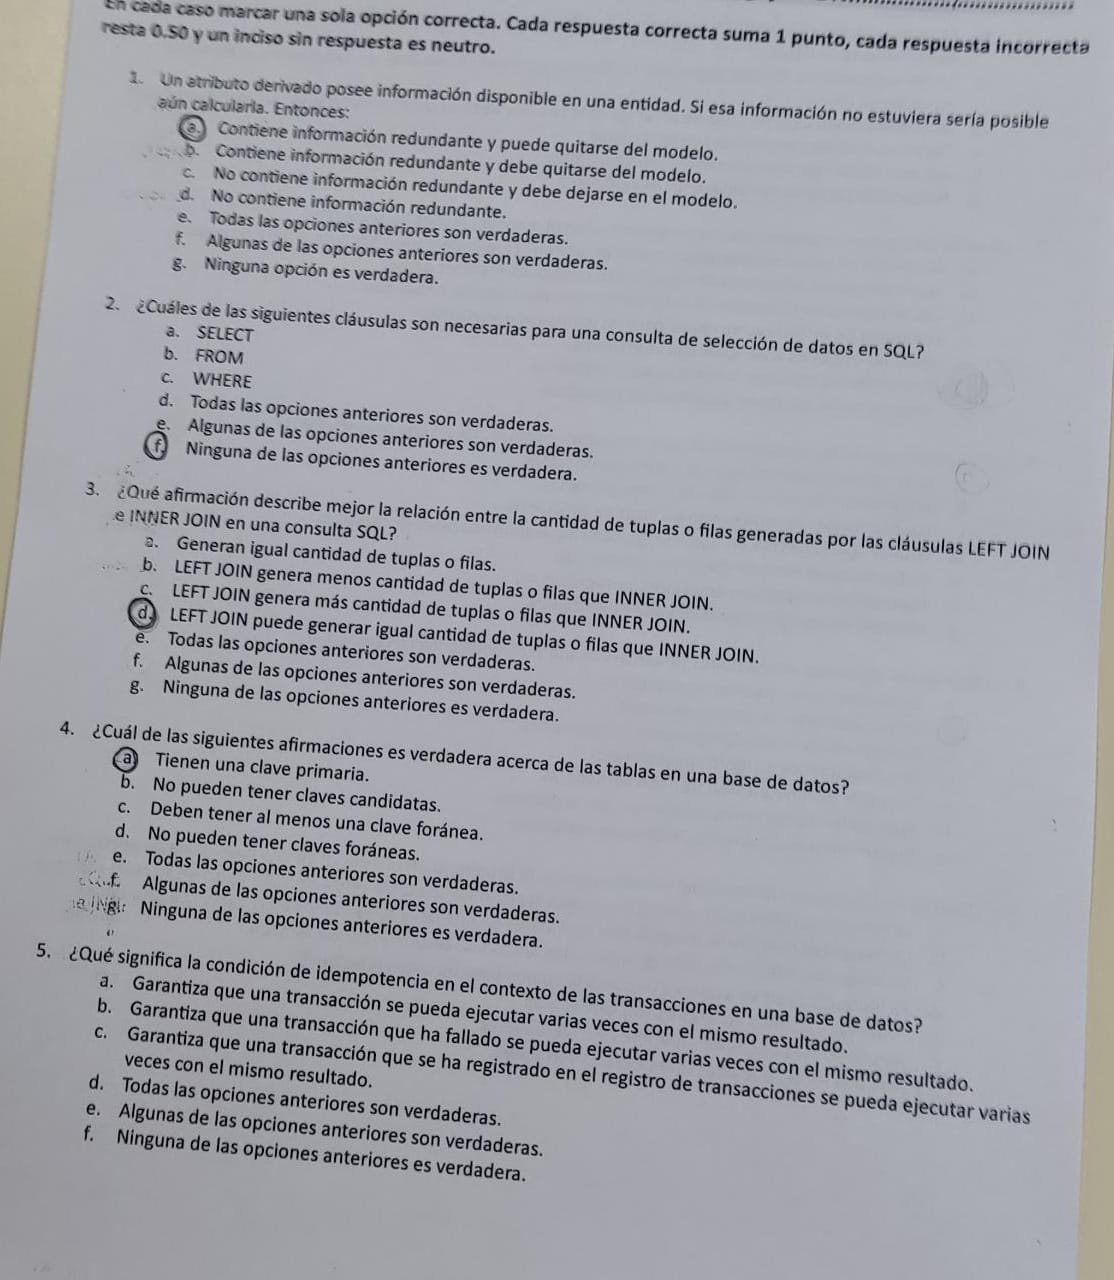 En cada caso marcar una sola opción correcta. Cada respuesta correcta suma 1 punto, cada respuesta incorrecta
resta 0.50 y un inciso sin respuesta es neutro.
1. Un atributo derivado posee información disponible en una entidad. Si esa información no estuviera sería posible
aún calcularla. Entonces:
a. Contiene información redundante y puede quitarse del modelo.
b. Contiene información redundante y debe quitarse del modelo.
c. No contiene información redundante y debe dejarse en el modelo.
d. No contiene información redundante.
e. Todas las opciones anteriores son verdaderas.
f. Algunas de las opciones anteriores son verdaderas.
g. Ninguna opción es verdadera.
2. ¿Cuáles de las siguientes cláusulas son necesarias para una consulta de selección de datos en SQL?
a. SELECT
b. FROM
c. WHERE
d. Todas las opciones anteriores son verdaderas.
e. Algunas de las opciones anteriores son verdaderas.
f. Ninguna de las opciones anteriores es verdadera.
3. ¿Qué afirmación describe mejor la relación entre la cantidad de tuplas o filas generadas por las cláusulas LEFT JOIN
e INNER JOIN en una consulta SQL?
a. Generan igual cantidad de tuplas o filas.
b. LEFT JOIN genera menos cantidad de tuplas o filas que INNER JOIN.
c. LEFT JOIN genera más cantidad de tuplas o filas que INNER JOIN.
d. LEFT JOIN puede generar igual cantidad de tuplas o filas que INNER JOIN.
e. Todas las opciones anteriores son verdaderas.
f. Algunas de las opciones anteriores son verdaderas.
g. Ninguna de las opciones anteriores es verdadera.
4. ¿Cuál de las siguientes afirmaciones es verdadera acerca de las tablas en una base de datos?
a Tienen una clave primaria.
b. No pueden tener claves candidatas.
c. Deben tener al menos una clave foránea.
d. No pueden tener claves foráneas.
e. Todas las opciones anteriores son verdaderas.
f. Algunas de las opciones anteriores son verdaderas.
g. Ninguna de las opciones anteriores es verdadera.
5. ¿Qué significa la condición de idempotencia en el contexto de las transacciones en una base de datos?
a. Garantiza que una transacción se pueda ejecutar varias veces con el mismo resultado.
b. Garantiza que una transacción que ha fallado se pueda ejecutar varias veces con el mismo resultado.
c. Garantiza que una transacción que se ha registrado en el registro de transacciones se pueda ejecutar varias
veces con el mismo resultado.
d. Todas las opciones anteriores son verdaderas.
e. Algunas de las opciones anteriores son verdaderas.
f. Ninguna de las opciones anteriores es verdadera.